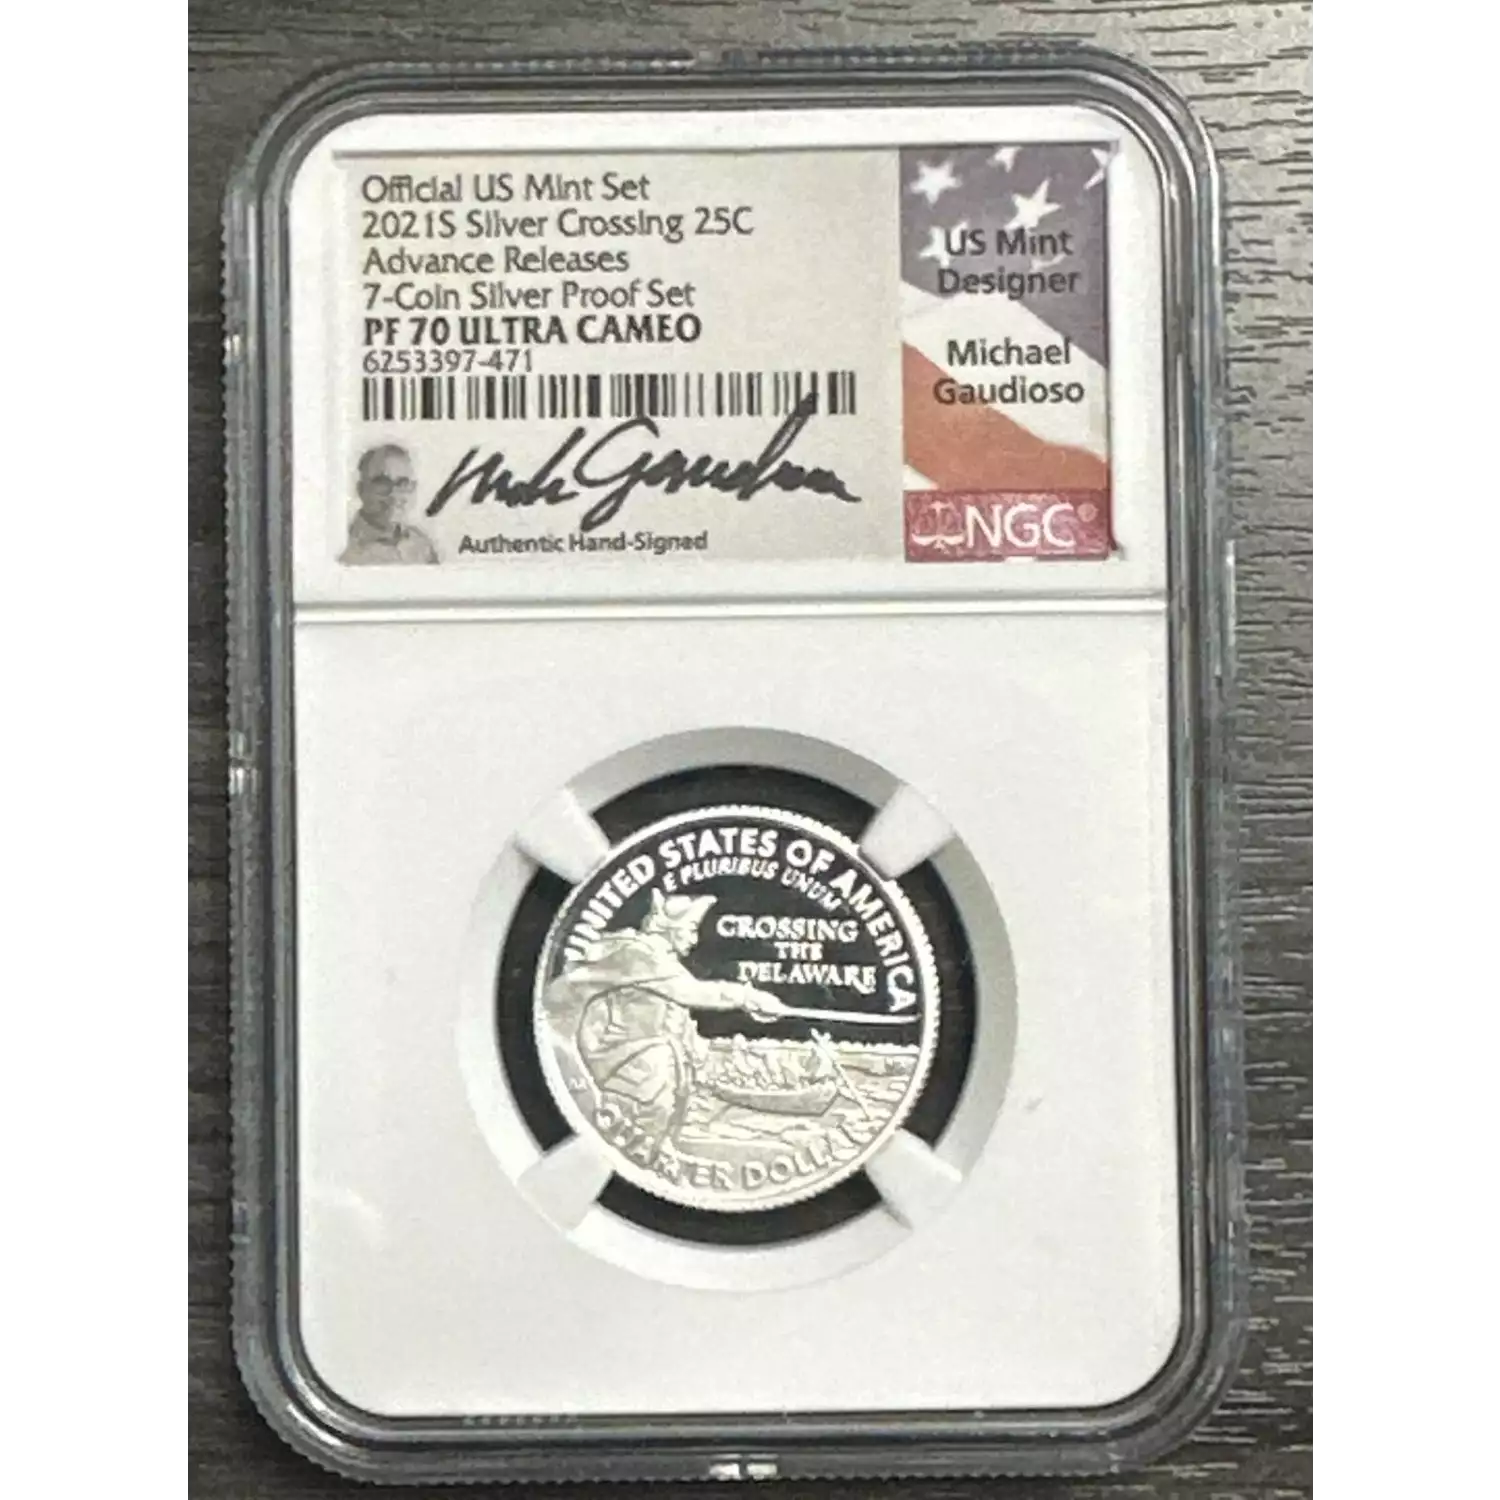 Official US Mint Set
2021S Silver Crossing 25C
Advance Releases
7-Coin Silver Proof Set
PF 70 ULTRA CAMEO
6253397-471
Authentic Hand-Signed
US Mint
Designer
Michael
Gaudioso
NGC®
UNITED STATES OF AMERICA
E PLURIBUS UNUM
CROSSING
THE
DELAWARE
QUARTER DOLLAR